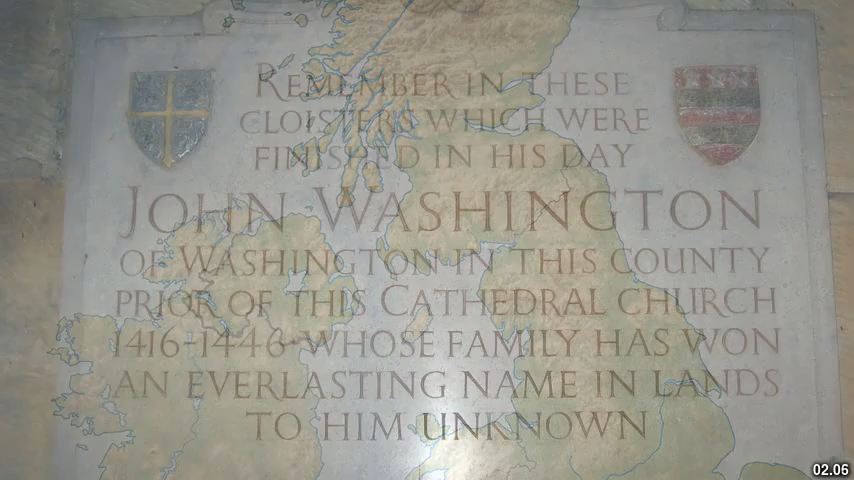 REMEMBER IN THESE
CLOISTERS WHICH WERE
FINISHED IN HIS DAY
JOHN WASHINGTON
OF WASHINGTON IN THIS COUNTY
PRIOR OF THIS CATHEDRAL CHURCH
1416-1446 WHOSE FAMILY HAS WON
AN EVERLASTING NAME IN LANDS
TO HIM UNKNOWN
02.06